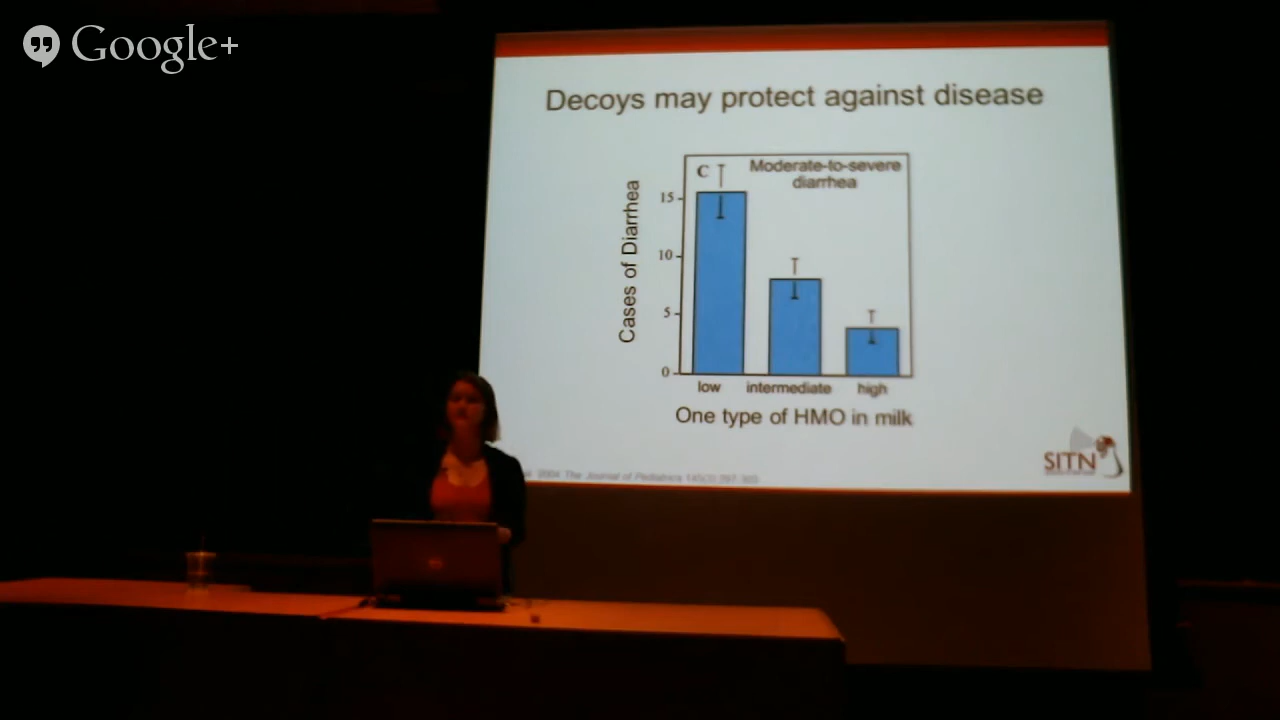 Google+
Decoys may protect against disease
C
Moderate-to-severe
diarrhea
Cases of Diarrhea
15
10
5
0
low intermediate high
One type of HMO in milk
2004 The Journal of Pediatrics
SITN